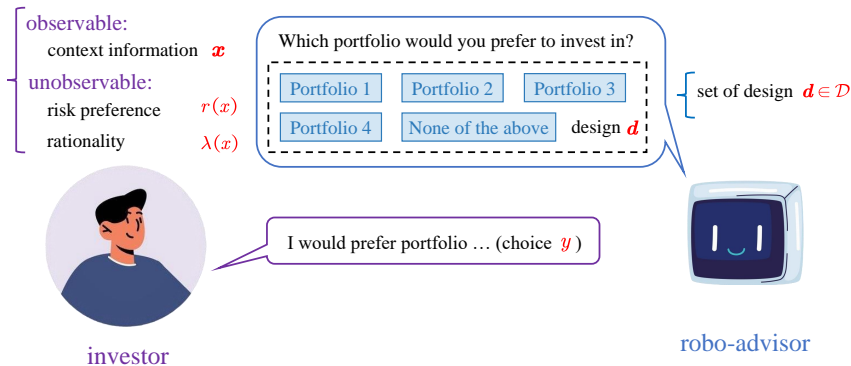 observable:
context information x
unobservable:
risk preference r(x)
rationality λ(x)
Which portfolio would you prefer to invest in?
Portfolio 1 Portfolio 2 Portfolio 3
Portfolio 4 None of the above design d
set of design d ∈ 𝒟
I would prefer portfolio … (choice y)
investor
robo-advisor